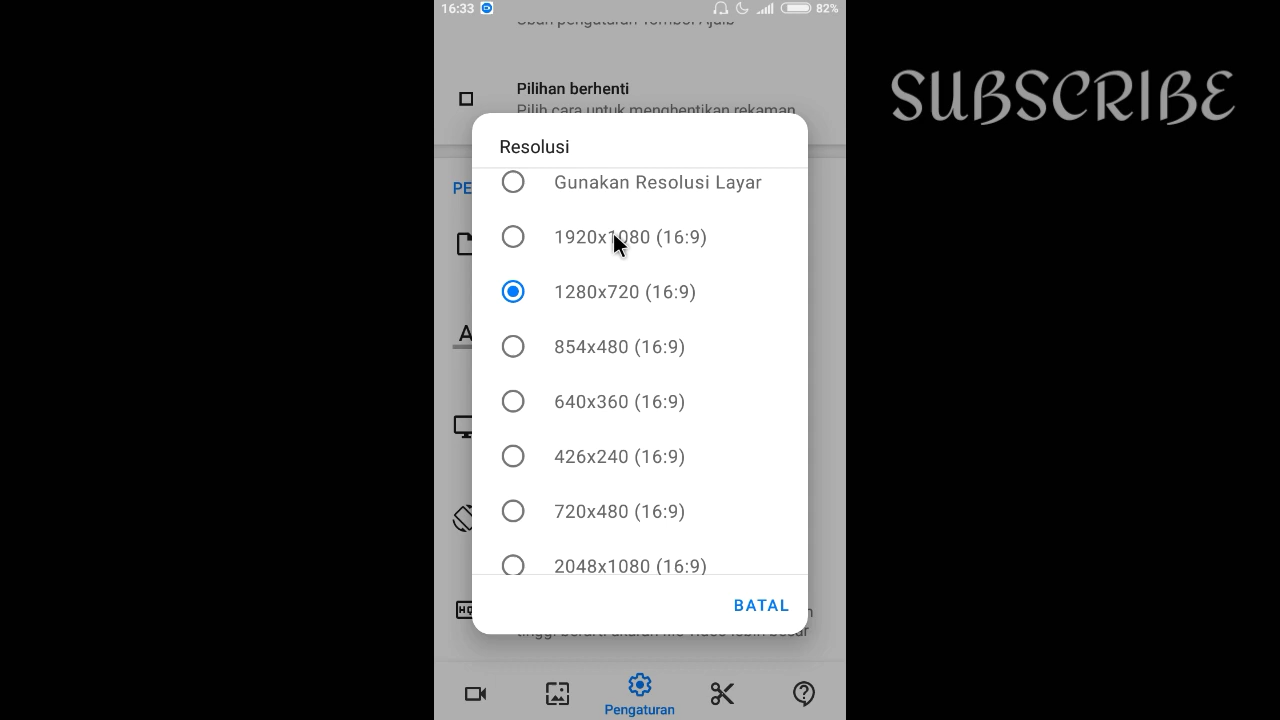 16:33
82%
SUBSCRIBE
Pilihan berhenti
Pilih cara untuk menghentikan rekaman
Resolusi
PE
Gunakan Resolusi Layar
1920x1080 (16:9)
1280x720 (16:9)
A
854x480 (16:9)
640x360 (16:9)
426x240 (16:9)
720x480 (16:9)
2048x1080 (16:9)
BATAL
Pengaturan